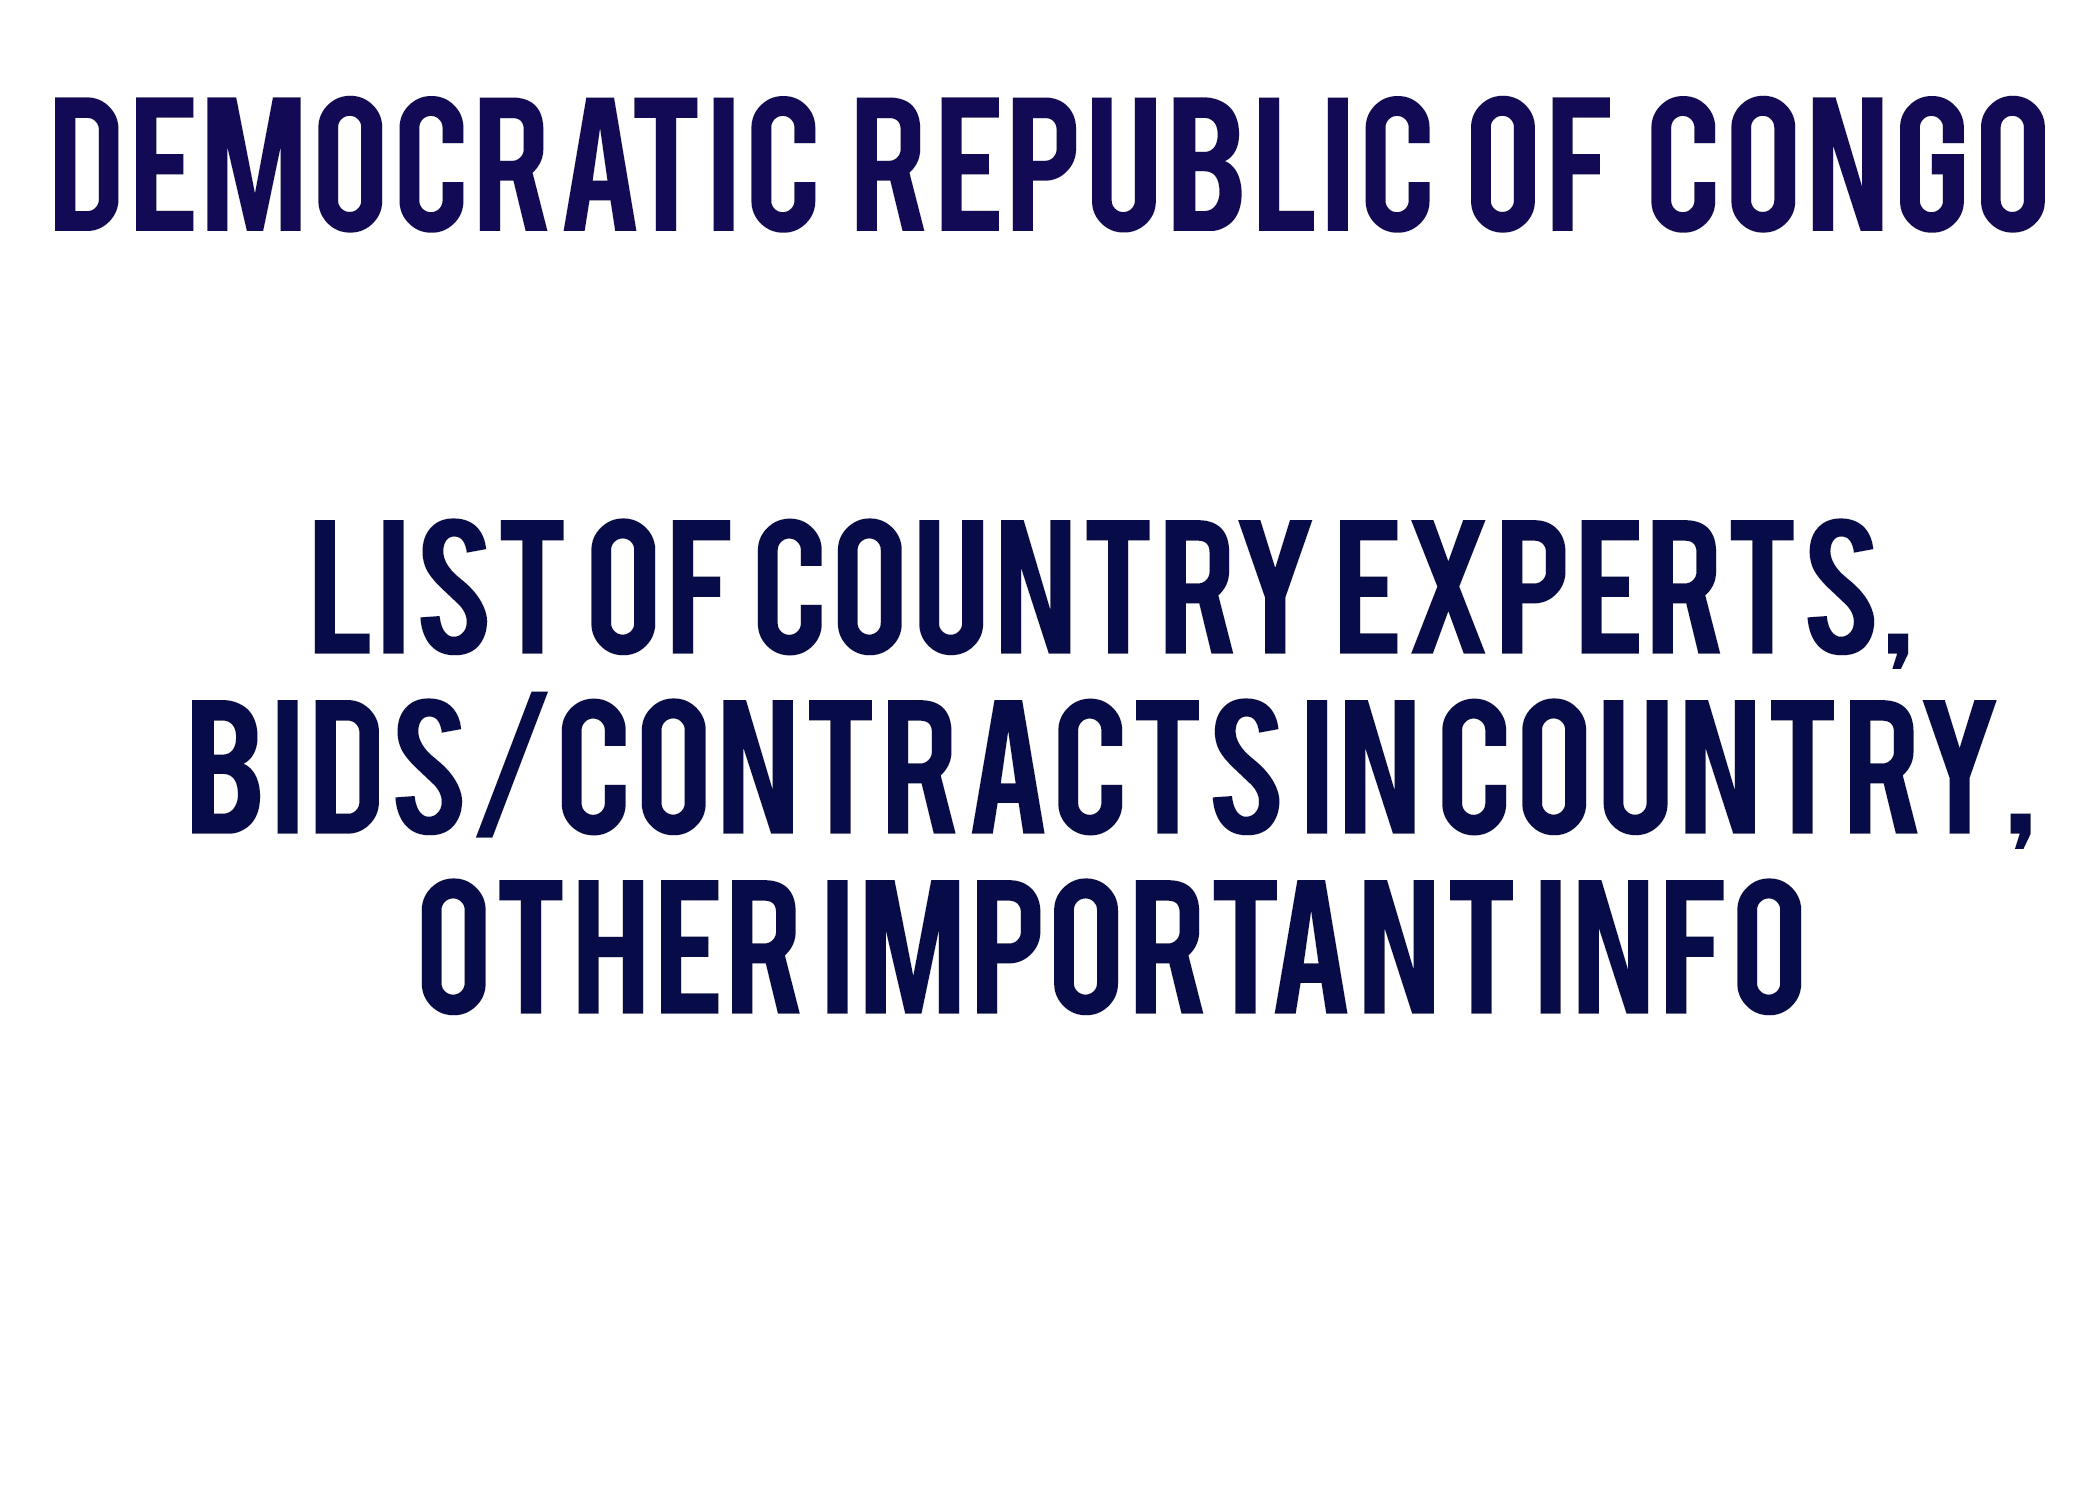 DEMOCRATIC REPUBLIC OF CONGO
LIST OF COUNTRY EXPERTS,
BIDS/CONTRACTS IN COUNTRY,
OTHER IMPORTANT INFO